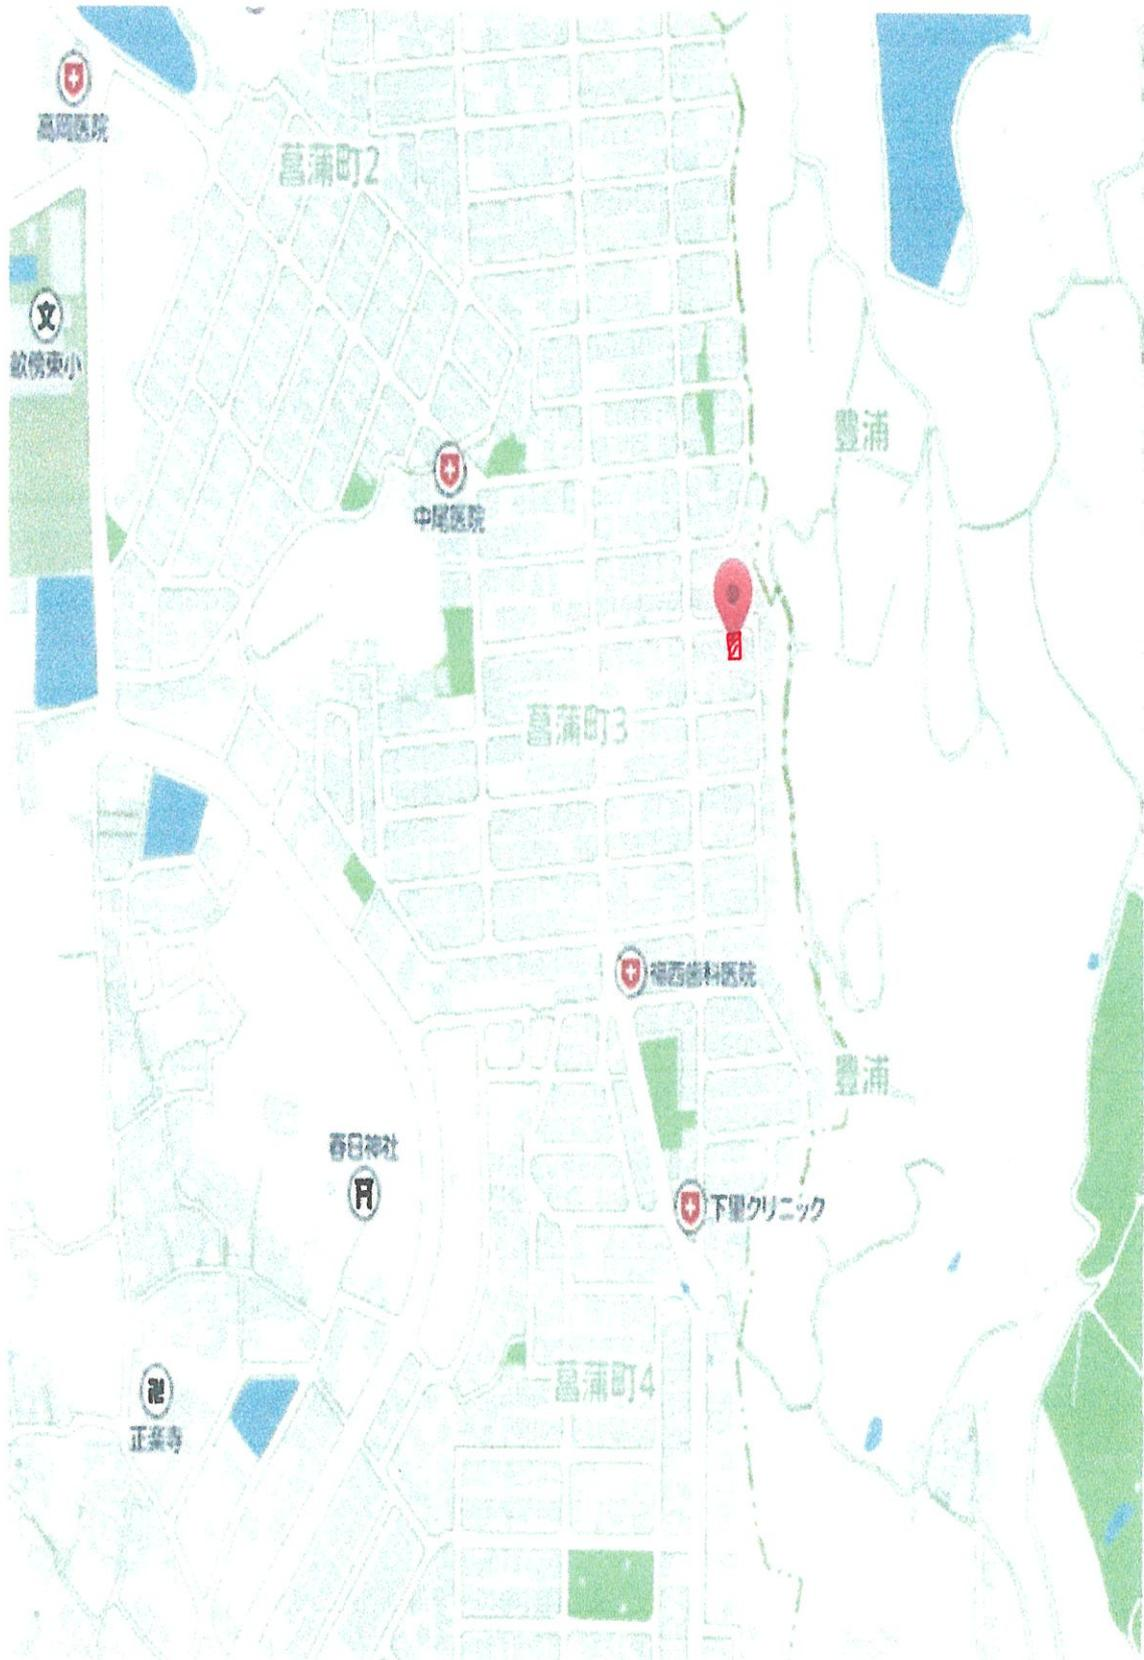 高岡医院
菖蒲町2
畝傍東小
豊浦
中尾医院
菖蒲町3
福西歯科医院
豊浦
春日神社
下里クリニック
菖蒲町4
正楽寺